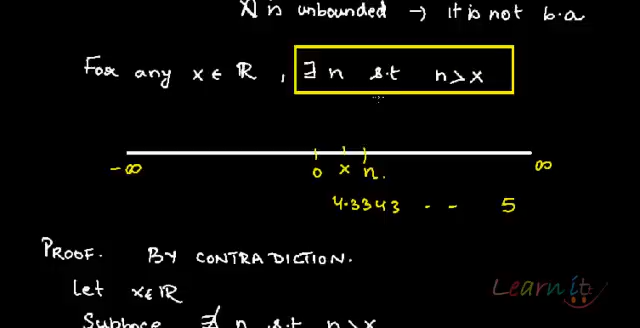 ℕ is unbounded → it is not b.a
For any x ∈ ℝ , ∃ n s.t n > x
-∞ 0 x n. ∞
4.3343 - - 5
PROOF. BY CONTRADICTION.
Let x ∈ ℝ
Learnit
Suppose ∄ n s.t n > x